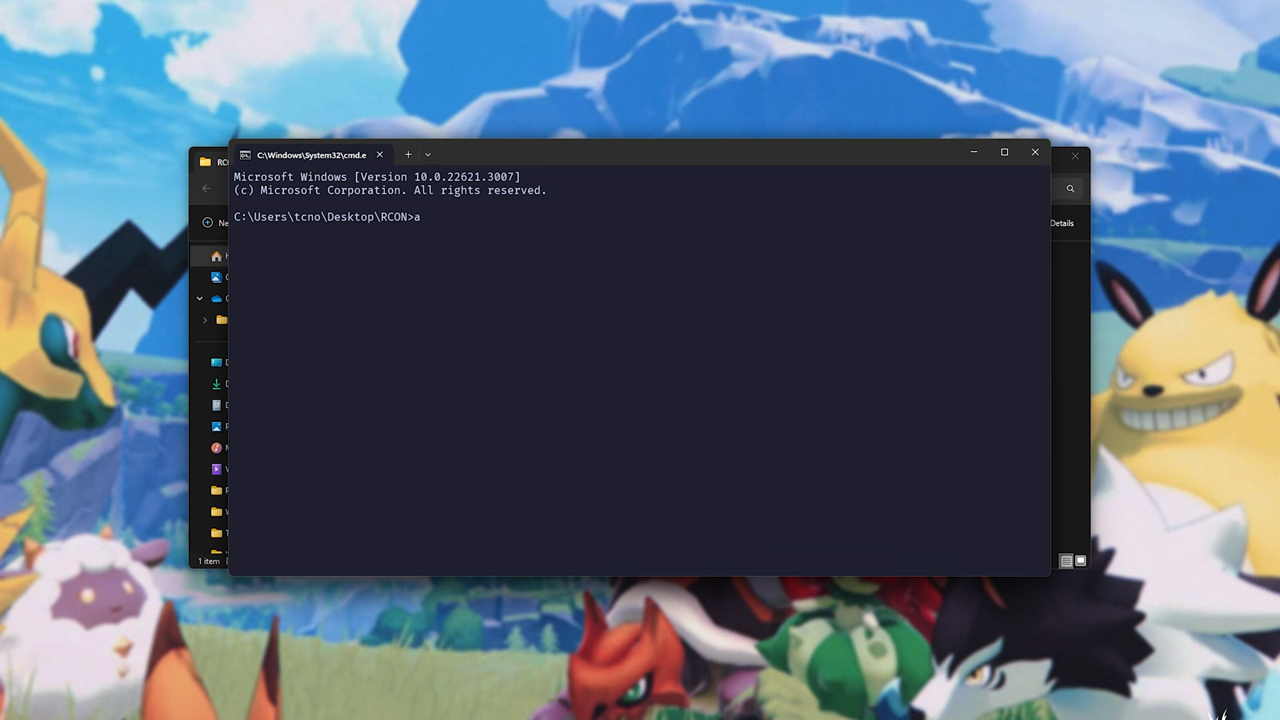 C:\Windows\System32\cmd.e
Microsoft Windows [Version 10.0.22621.3007]
(c) Microsoft Corporation. All rights reserved.
C:\Users\tcno\Desktop\RCON>a
Details
1 item